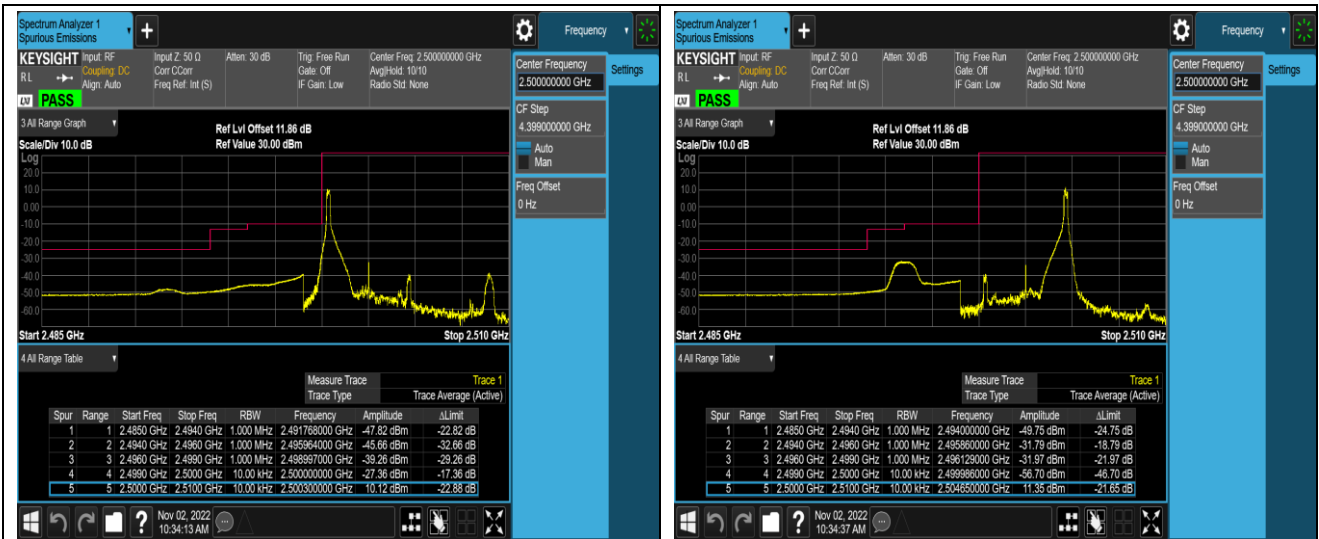 Spectrum Analyzer 1
Spurious Emissions
Frequency
KEYSIGHT Input: RF Input Z: 50 Ω Atten: 30 dB Trig: Free Run Center Freq: 2.500000000 GHz
Coupling: DC Corr CCorr Gate: Off Avg|Hold: 10/10
RL Align: Auto Freq Ref: Int (S) IF Gain: Low Radio Std: None
LXI PASS
3 All Range Graph
Ref Lvl Offset 11.86 dB
Scale/Div 10.0 dB Ref Value 30.00 dBm
Log
20.0
10.0
0.00
-10.0
-20.0
-30.0
-40.0
-50.0
-60.0
Start 2.485 GHz Stop 2.510 GHz
4 All Range Table
Measure Trace Trace 1
Trace Type Trace Average (Active)
Spur Range Start Freq Stop Freq RBW Frequency Amplitude ΔLimit
1 1 2.4850 GHz 2.4940 GHz 1.000 MHz 2.491768000 GHz -47.82 dBm -22.82 dB
2 2 2.4940 GHz 2.4960 GHz 1.000 MHz 2.495964000 GHz -45.66 dBm -32.66 dB
3 3 2.4960 GHz 2.4990 GHz 1.000 MHz 2.498997000 GHz -39.26 dBm -29.26 dB
4 4 2.4990 GHz 2.5000 GHz 10.00 kHz 2.500000000 GHz -27.36 dBm -17.36 dB
5 5 2.5000 GHz 2.5100 GHz 10.00 kHz 2.500300000 GHz 10.12 dBm -22.88 dB
Center Frequency
2.500000000 GHz
Settings
CF Step
4.399000000 GHz
Auto
Man
Freq Offset
0 Hz
?
Nov 02, 2022
10:34:13 AM
Spectrum Analyzer 1
Spurious Emissions
Frequency
KEYSIGHT Input: RF Input Z: 50 Ω Atten: 30 dB Trig: Free Run Center Freq: 2.500000000 GHz
Coupling: DC Corr CCorr Gate: Off Avg|Hold: 10/10
RL Align: Auto Freq Ref: Int (S) IF Gain: Low Radio Std: None
LXI PASS
3 All Range Graph
Ref Lvl Offset 11.86 dB
Scale/Div 10.0 dB Ref Value 30.00 dBm
Log
20.0
10.0
0.00
-10.0
-20.0
-30.0
-40.0
-50.0
-60.0
Start 2.485 GHz Stop 2.510 GHz
4 All Range Table
Measure Trace Trace 1
Trace Type Trace Average (Active)
Spur Range Start Freq Stop Freq RBW Frequency Amplitude ΔLimit
1 1 2.4850 GHz 2.4940 GHz 1.000 MHz 2.494000000 GHz -49.75 dBm -24.75 dB
2 2 2.4940 GHz 2.4960 GHz 1.000 MHz 2.495860000 GHz -31.79 dBm -18.79 dB
3 3 2.4960 GHz 2.4990 GHz 1.000 MHz 2.496129000 GHz -31.97 dBm -21.97 dB
4 4 2.4990 GHz 2.5000 GHz 10.00 kHz 2.499986000 GHz -56.70 dBm -46.70 dB
5 5 2.5000 GHz 2.5100 GHz 10.00 kHz 2.504650000 GHz 11.35 dBm -21.65 dB
Center Frequency
2.500000000 GHz
Settings
CF Step
4.399000000 GHz
Auto
Man
Freq Offset
0 Hz
?
Nov 02, 2022
10:34:37 AM